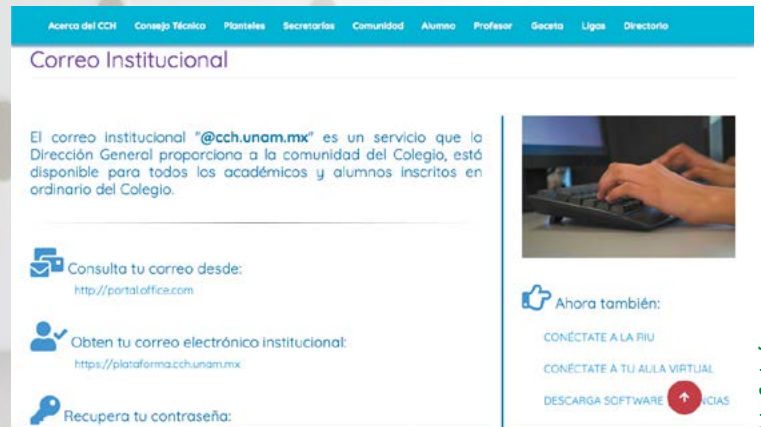 Acerca del CCH Consejo Técnico Planteles Secretarías Comunidad Alumno Profesor Gaceta Ligas Directorio
Correo Institucional
El correo institucional "@cch.unam.mx" es un servicio que la
Dirección General proporciona a la comunidad del Colegio, está
disponible para todos los académicos y alumnos inscritos en
ordinario del Colegio.
Consulta tu correo desde:
http://portal.office.com
Obten tu correo electrónico institucional:
https://plataforma.cch.unam.mx
Recupera tu contraseña:
Ahora también:
CONÉCTATE A LA RIU
CONÉCTATE A TU AULA VIRTUAL
DESCARGA SOFTWARE